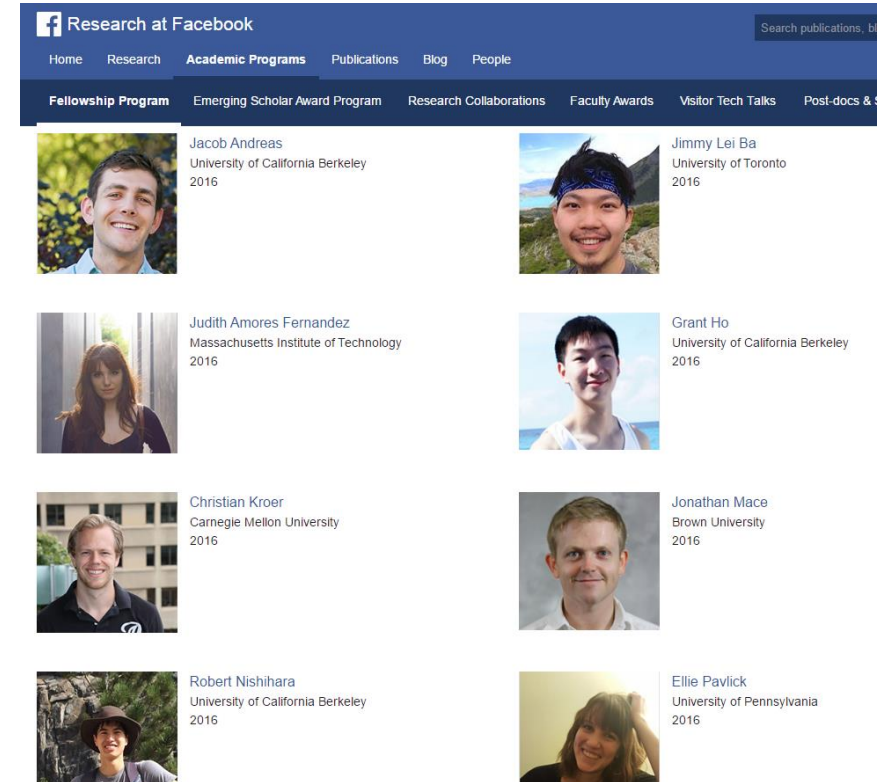 f Research at Facebook
Search publications, bl
Home Research Academic Programs Publications Blog People
Fellowship Program Emerging Scholar Award Program Research Collaborations Faculty Awards Visitor Tech Talks Post-docs &
Jacob Andreas
University of California Berkeley
2016
Jimmy Lei Ba
University of Toronto
2016
Judith Amores Fernandez
Massachusetts Institute of Technology
2016
Grant Ho
University of California Berkeley
2016
Christian Kroer
Carnegie Mellon University
2016
Jonathan Mace
Brown University
2016
Robert Nishihara
University of California Berkeley
2016
Ellie Pavlick
University of Pennsylvania
2016